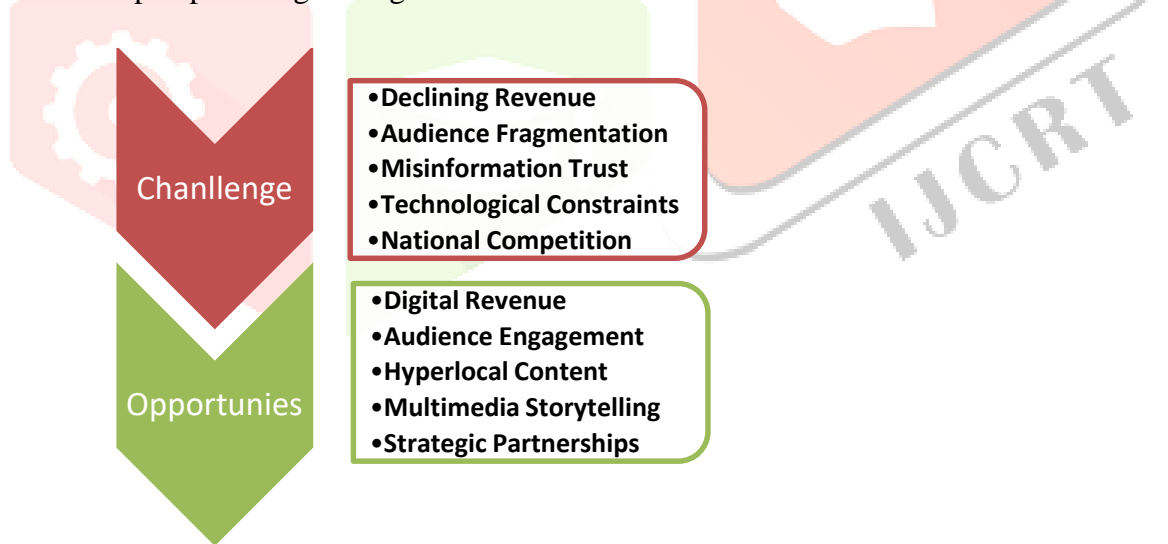 Chanllenge
•Declining Revenue
•Audience Fragmentation
•Misinformation Trust
•Technological Constraints
•National Competition
Opportunies
•Digital Revenue
•Audience Engagement
•Hyperlocal Content
•Multimedia Storytelling
•Strategic Partnerships
IJCRT